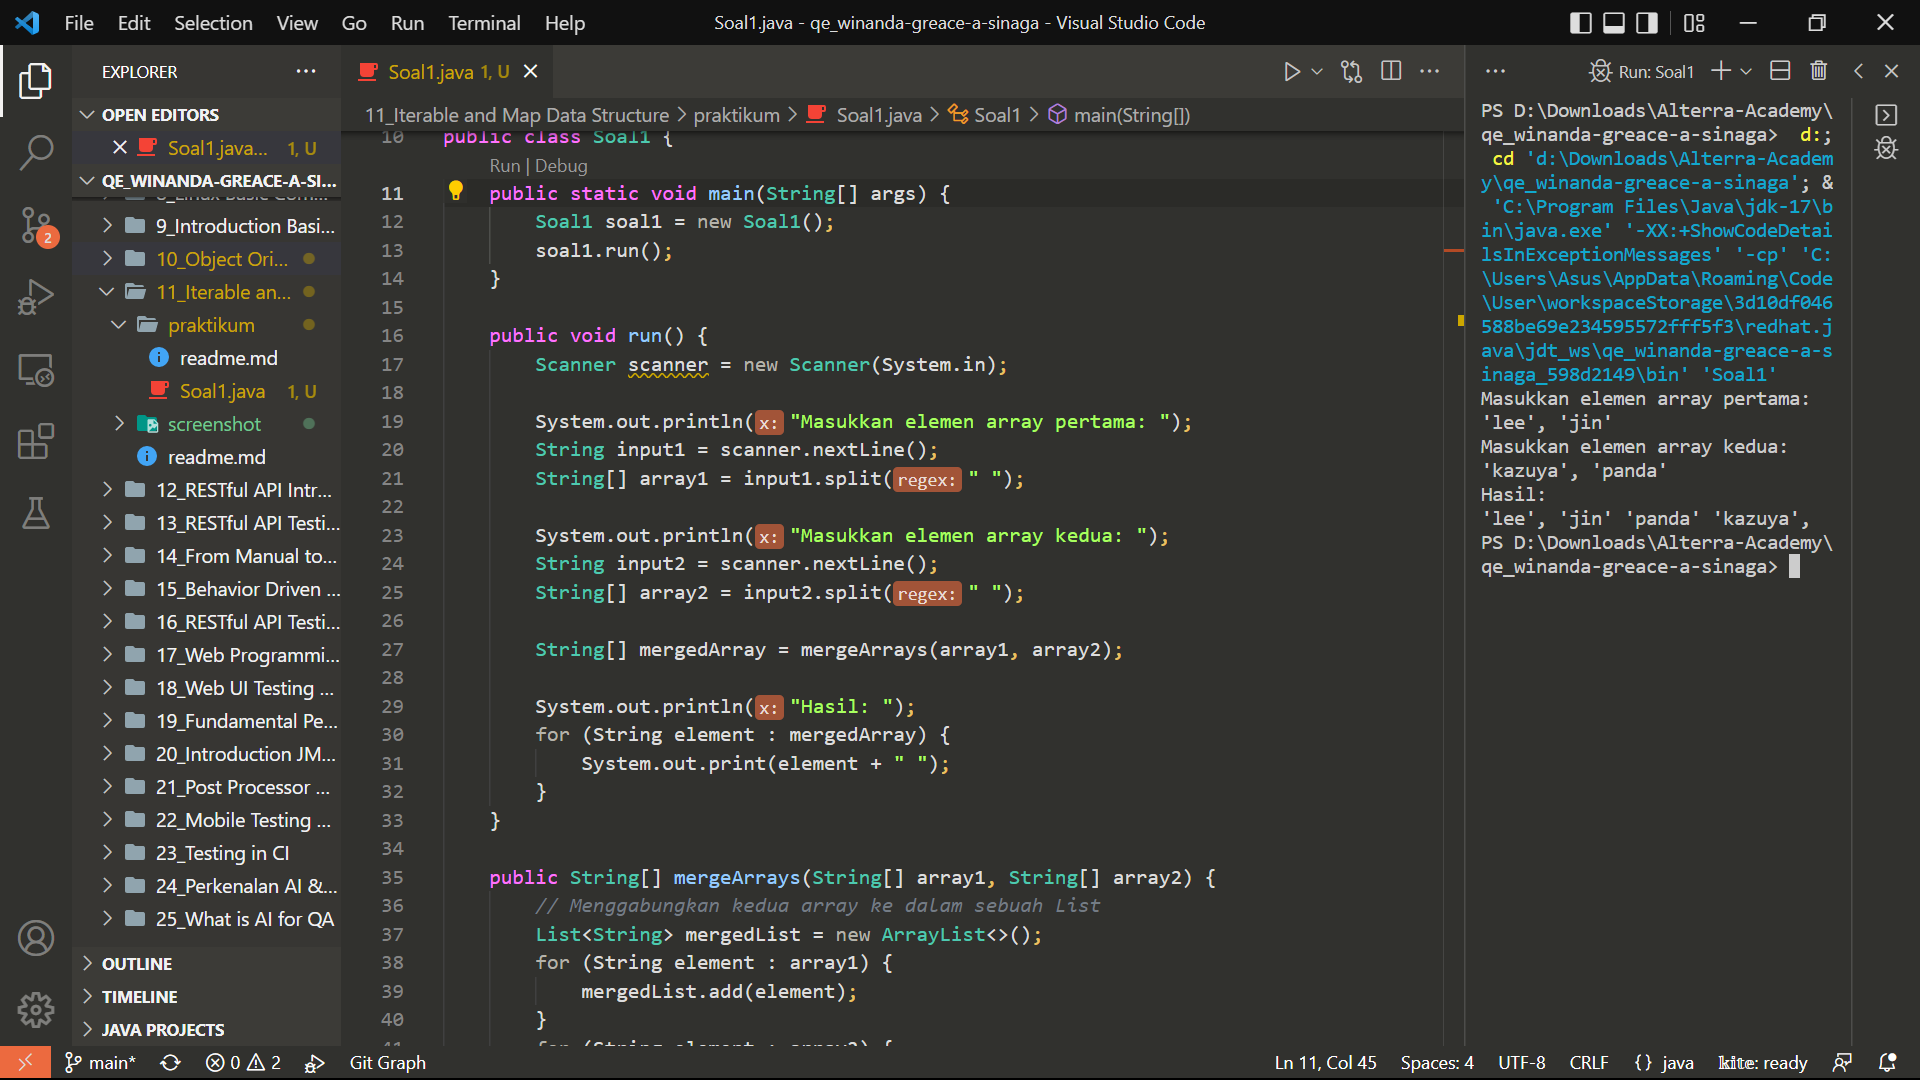 File Edit Selection View Go Run Terminal Help
Soal1.java - qe_winanda-greace-a-sinaga - Visual Studio Code
EXPLORER
OPEN EDITORS
Soal1.java... 1, U
QE_WINANDA-GREACE-A-SI...
9_Introduction Basi...
10_Object Ori...
11_Iterable an...
praktikum
readme.md
Soal1.java 1, U
screenshot
readme.md
12_RESTful API Intr...
13_RESTful API Testi...
14_From Manual to...
15_Behavior Driven ...
16_RESTful API Testi...
17_Web Programmi...
18_Web UI Testing ...
19_Fundamental Pe...
20_Introduction JM...
21_Post Processor ...
22_Mobile Testing ...
23_Testing in CI
24_Perkenalan AI &...
25_What is AI for QA
OUTLINE
TIMELINE
JAVA PROJECTS
2
Soal1.java 1, U
11_Iterable and Map Data Structure > praktikum > Soal1.java > Soal1 > main(String[])
10 public class Soal1 {
Run | Debug
11 public static void main(String[] args) {
12 Soal1 soal1 = new Soal1();
13 soal1.run();
14 }
15
16 public void run() {
17 Scanner scanner = new Scanner(System.in);
18
19 System.out.println(x: "Masukkan elemen array pertama: ");
20 String input1 = scanner.nextLine();
21 String[] array1 = input1.split(regex: " ");
22
23 System.out.println(x: "Masukkan elemen array kedua: ");
24 String input2 = scanner.nextLine();
25 String[] array2 = input2.split(regex: " ");
26
27 String[] mergedArray = mergeArrays(array1, array2);
28
29 System.out.println(x: "Hasil: ");
30 for (String element : mergedArray) {
31 System.out.print(element + " ");
32 }
33 }
34
35 public String[] mergeArrays(String[] array1, String[] array2) {
36 // Menggabungkan kedua array ke dalam sebuah List
37 List<String> mergedList = new ArrayList<>();
38 for (String element : array1) {
39 mergedList.add(element);
40 }
Run: Soal1
PS D:\Downloads\Alterra-Academy\
qe_winanda-greace-a-sinaga>  d:;
cd 'd:\Downloads\Alterra-Academ
y\qe_winanda-greace-a-sinaga'; &
'C:\Program Files\Java\jdk-17\b
in\java.exe' '-XX:+ShowCodeDetai
lsInExceptionMessages' '-cp' 'C:
\Users\Asus\AppData\Roaming\Code
\User\workspaceStorage\3d10df046
588be69e234595572fff5f3\redhat.j
ava\jdt_ws\qe_winanda-greace-a-s
inaga_598d2149\bin' 'Soal1'
Masukkan elemen array pertama:
'lee', 'jin'
Masukkan elemen array kedua:
'kazuya', 'panda'
Hasil:
'lee', 'jin' 'panda' 'kazuya',
PS D:\Downloads\Alterra-Academy\
qe_winanda-greace-a-sinaga>
main* 0 2 Git Graph
Ln 11, Col 45 Spaces: 4 UTF-8 CRLF {} java kite: ready